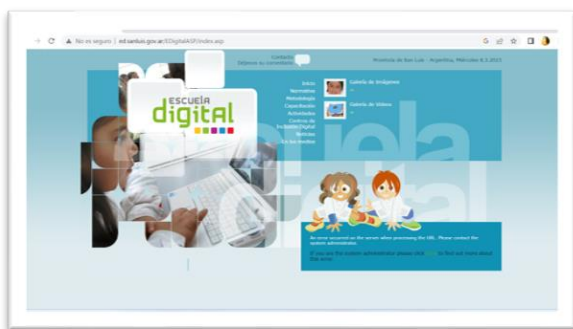 No es seguro | ed.sanluis.gov.ar/EDigitalASP/index.asp
Contacto
Déjenos su comentario
Provincia de San Luis - Argentina, Miércoles 8.3.2023
escuela
digital
Inicio
Normativa
Metodología
Capacitación
Actividades
Centros de
Inclusión Digital
Noticias
En los medios
Galería de Imágenes
Galería de Videos
escuela
digital
An error occurred on the server when processing the URL. Please contact the
system administrator.
If you are the system administrator please click here to find out more about
this error.